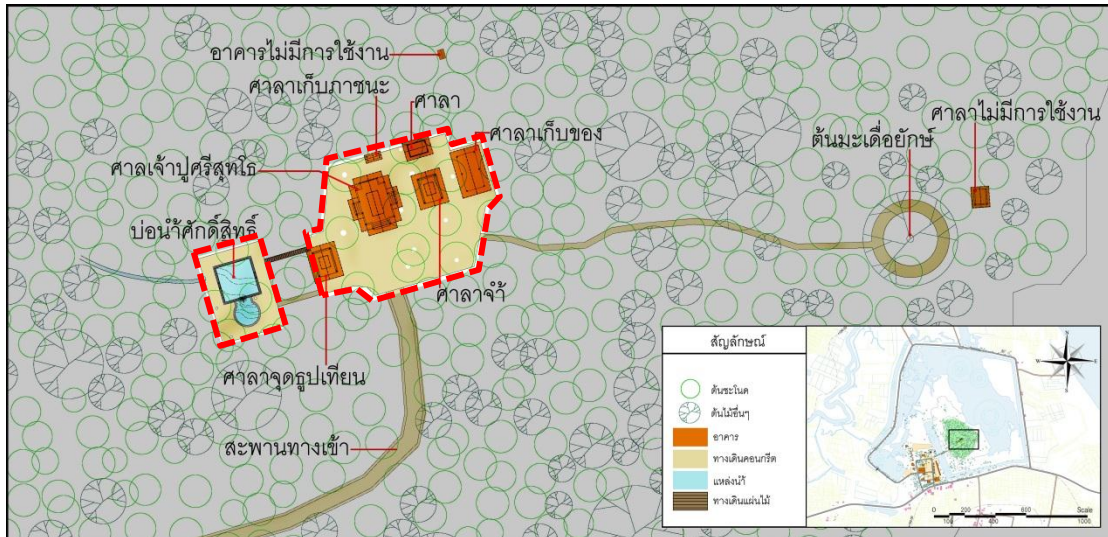 อาคารไม่มีการใช้งาน
ศาลาเก็บภาชนะ
ศาลา
ศาลาเก็บของ
ศาลาไม่มีการใช้งาน
ต้นมะเดื่อยักษ์
ศาลเจ้าปู่ศรีสุทโธ
บ่อน้ำศักดิ์สิทธิ์
ศาลาจ้ำ
ศาลาจุดธูปเทียน
สะพานทางเข้า
สัญลักษณ์
ต้นชะโนด
ต้นไม้อื่นๆ
อาคาร
ทางเดินคอนกรีต
แหล่งน้ำ
ทางเดินแผ่นไม้
N
W
E
S
0 200 600 Scale
100 400 1000